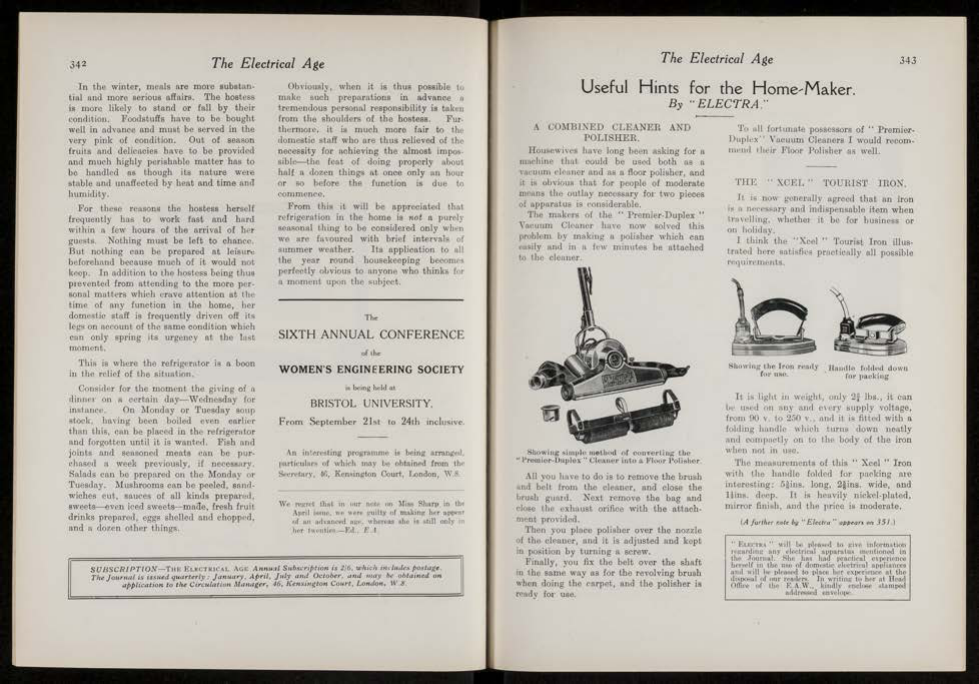 342
The Electrical Age
In the winter, meals are more substan-
tial and more serious affairs. The hostess
is more likely to stand or fall by their
condition. Foodstuffs have to be bought
well in advance and must be served in the
very pink of condition. Out of season
fruits and delicacies have to be provided
and much highly perishable matter has to
be handled as though its nature were
stable and unaffected by heat and time and
humidity.
For these reasons the hostess herself
frequently has to work fast and hard
within a few hours of the arrival of her
guests. Nothing must be left to chance.
But nothing can be prepared at leisure
beforehand because much of it would not
keep. In addition to the hostess being thus
prevented from attending to the more per-
sonal matters which crave attention at the
time of any function in the home, her
domestic staff is frequently driven off its
legs on account of the same condition which
can only spring its urgency at the last
moment.
This is where the refrigerator is a boon
in the relief of the situation.
Consider for the moment the giving of a
dinner on a certain day—Wednesday for
instance. On Monday or Tuesday soup
stock, having been boiled even earlier
than this, can be placed in the refrigerator
and forgotten until it is wanted. Fish and
joints and seasoned meats can be pur-
chased a week previously, if necessary.
Salads can be prepared on the Monday or
Tuesday. Mushrooms can be peeled, sand-
wiches cut, sauces of all kinds prepared,
sweets—even iced sweets—made, fresh fruit
drinks prepared, eggs shelled and chopped,
and a dozen other things.
Obviously, when it is thus possible to
make such preparations in advance a
tremendous personal responsibility is taken
from the shoulders of the hostess. Fur-
thermore, it is much more fair to the
domestic staff who are thus relieved of the
necessity for achieving the almost impos-
sible—the feat of doing properly about
half a dozen things at once only an hour
or so before the function is due to
commence.
From this it will be appreciated that
refrigeration in the home is not a purely
seasonal thing to be considered only when
we are favoured with brief intervals of
summer weather. Its application to all
the year round housekeeping becomes
perfectly obvious to anyone who thinks for
a moment upon the subject.
The
SIXTH ANNUAL CONFERENCE
of the
WOMEN'S ENGINEERING SOCIETY
is being held at
BRISTOL UNIVERSITY,
From September 21st to 24th inclusive.
An interesting programme is being arranged,
particulars of which may be obtained from the
Secretary, 46, Kensington Court, London, W.8.
We regret that in our note on Miss Sharp in the
April issue, we were guilty of making her appear
of an advanced age, whereas she is still only in
her twenties.—Ed., E.A.
SUBSCRIPTION—THE ELECTRICAL AGE Annual Subscription is 2/6, which includes postage.
The Journal is issued quarterly: January, April, July and October, and may be obtained on
application to the Circulation Manager, 46, Kensington Court, London, W.8
The Electrical Age
343
Useful Hints for the Home-Maker.
By "ELECTRA."
A COMBINED CLEANER AND
POLISHER.
Housewives have long been asking for a
machine that could be used both as a
vacuum cleaner and as a floor polisher, and
it is obvious that for people of moderate
means the outlay necessary for two pieces
of apparatus is considerable.
The makers of the "Premier-Duplex"
Vacuum Cleaner have now solved this
problem by making a polisher which can
easily and in a few minutes be attached
to the cleaner.
Showing simple method of converting the
"Premier-Duplex" Cleaner into a Floor Polisher.
All you have to do is to remove the brush
and belt from the cleaner, and close the
brush guard. Next remove the bag and
close the exhaust orifice with the attach-
ment provided.
Then you place polisher over the nozzle
of the cleaner, and it is adjusted and kept
in position by turning a screw.
Finally, you fix the belt over the shaft
in the same way as for the revolving brush
when doing the carpet, and the polisher is
ready for use.
To all fortunate possessors of "Premier-
Duplex" Vacuum Cleaners I would recom-
mend their Floor Polisher as well.
THE "XCEL" TOURIST IRON.
It is now generally agreed that an iron
is a necessary and indispensable item when
travelling, whether it be for business or
on holiday.
I think the "Xcel" Tourist Iron illus-
trated here satisfies practically all possible
requirements.
Showing the Iron ready
for use.
Handle folded down
for packing
It is light in weight, only lbs., it can
be used on any and every supply voltage,
from 90 v. to 250 v., and it is fitted with a
folding handle which turns down neatly
and compactly on to the body of the iron
when not in use.
The measurements of this "Xcel" Iron
with the handle folded for packing are
interesting: long, wide, and
deep. It is heavily nickel-plated,
mirror finish, and the price is moderate.
(A further note by "Electra" appears on 351.)
"ELECTRA" will be pleased to give information
regarding any electrical apparatus mentioned in
the Journal. She has had practical experience
herself in the use of domestic electrical appliances
and will be pleased to place her experience at the
disposal of our readers. In writing to her at Head
Office of the E.A.W., kindly enclose stamped
addressed envelope.